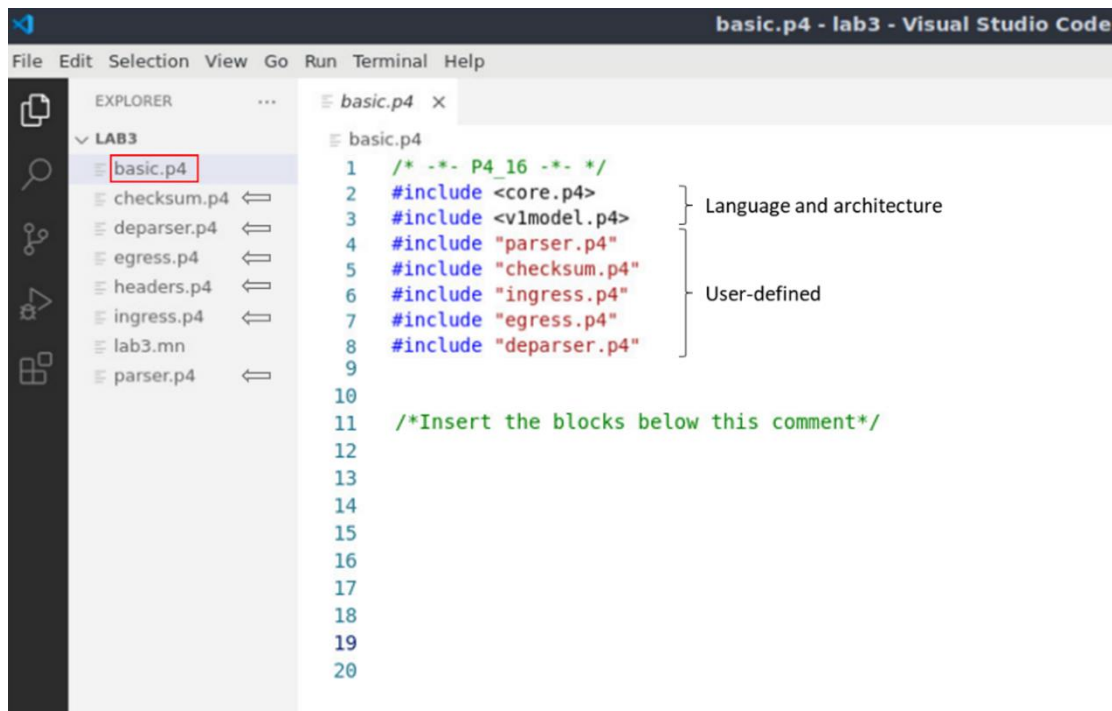 basic.p4 - lab3 - Visual Studio Code
File Edit Selection View Go Run Terminal Help
EXPLORER ...
LAB3
basic.p4
checksum.p4
deparser.p4
egress.p4
headers.p4
ingress.p4
lab3.mn
parser.p4
basic.p4 ×
basic.p4
1 /* -*- P4_16 -*- */
2 #include <core.p4>
3 #include <v1model.p4>
Language and architecture
4 #include "parser.p4"
5 #include "checksum.p4"
6 #include "ingress.p4"
7 #include "egress.p4"
8 #include "deparser.p4"
User-defined
9
10
11 /*Insert the blocks below this comment*/
12
13
14
15
16
17
18
19
20